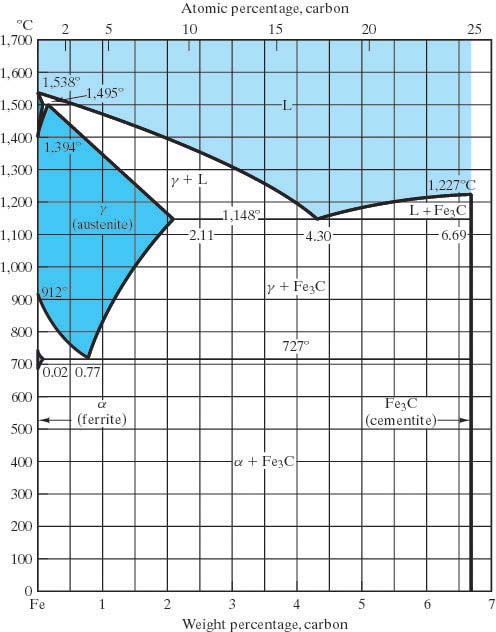 Atomic percentage, carbon
°C 2 5 10 15 20 25
1,700
1,600
1,538°
1,495°
1,500
L
1,400
1,394°
1,300
γ + L
1,227°C
1,200
γ
(austenite)
1,148°
L + Fe₃C
2.11
4.30
6.69
1,100
1,000
γ + Fe₃C
912°
900
800
727°
700
0.02 0.77
600
α
(ferrite)
Fe₃C
(cementite)
500
400
α + Fe₃C
300
200
100
0
Fe 1 2 3 4 5 6 7
Weight percentage, carbon